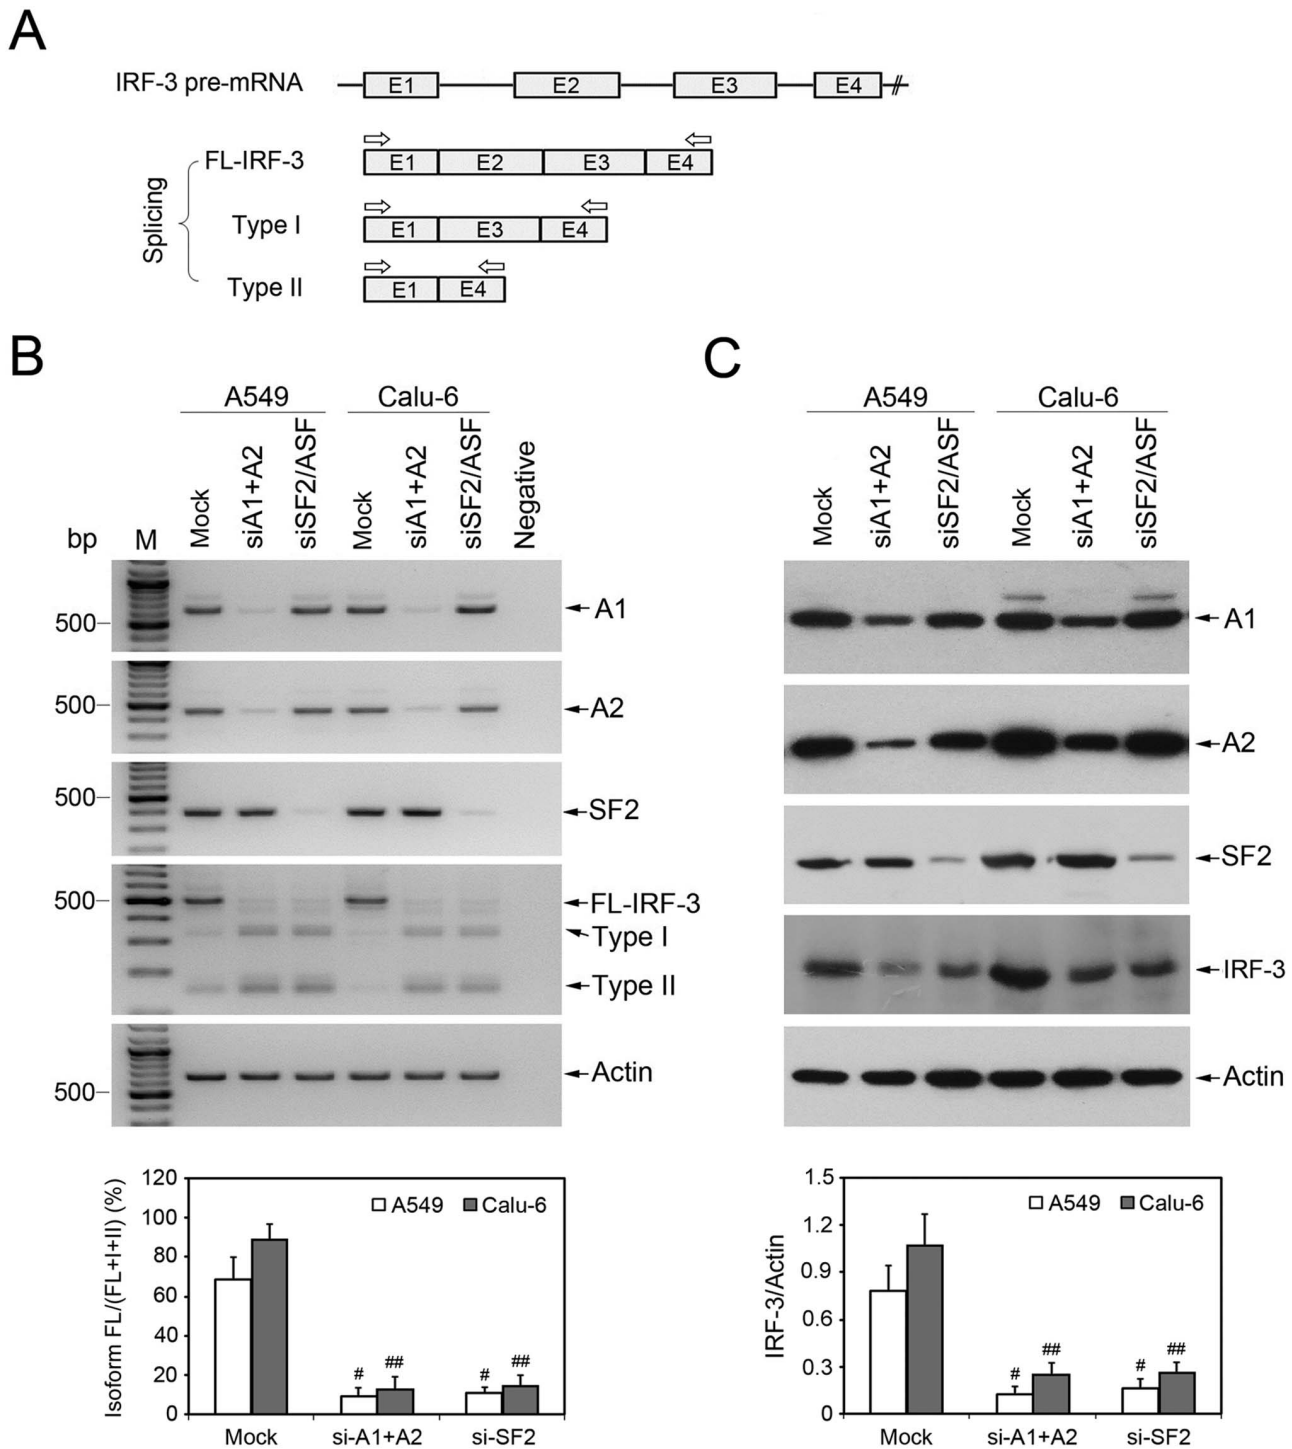 A
IRF-3 pre-mRNA E1 E2 E3 E4
Splicing
FL-IRF-3 E1 E2 E3 E4
Type I E1 E3 E4
Type II E1 E4
B
A549 Calu-6
bp M Mock siA1+A2 siSF2/ASF Mock siA1+A2 siSF2/ASF Negative
500 A1
500 A2
500 SF2
500 FL-IRF-3
Type I
Type II
Actin
500
Isoform FL/(FL+I+II) (%)
120
100
80
60
40
20
0
A549 Calu-6
# ## # ##
Mock si-A1+A2 si-SF2
C
A549 Calu-6
Mock siA1+A2 siSF2/ASF Mock siA1+A2 siSF2/ASF
A1
A2
SF2
IRF-3
Actin
IRF-3/Actin
1.5
1.2
0.9
0.6
0.3
0
A549 Calu-6
# ## # ##
Mock si-A1+A2 si-SF2